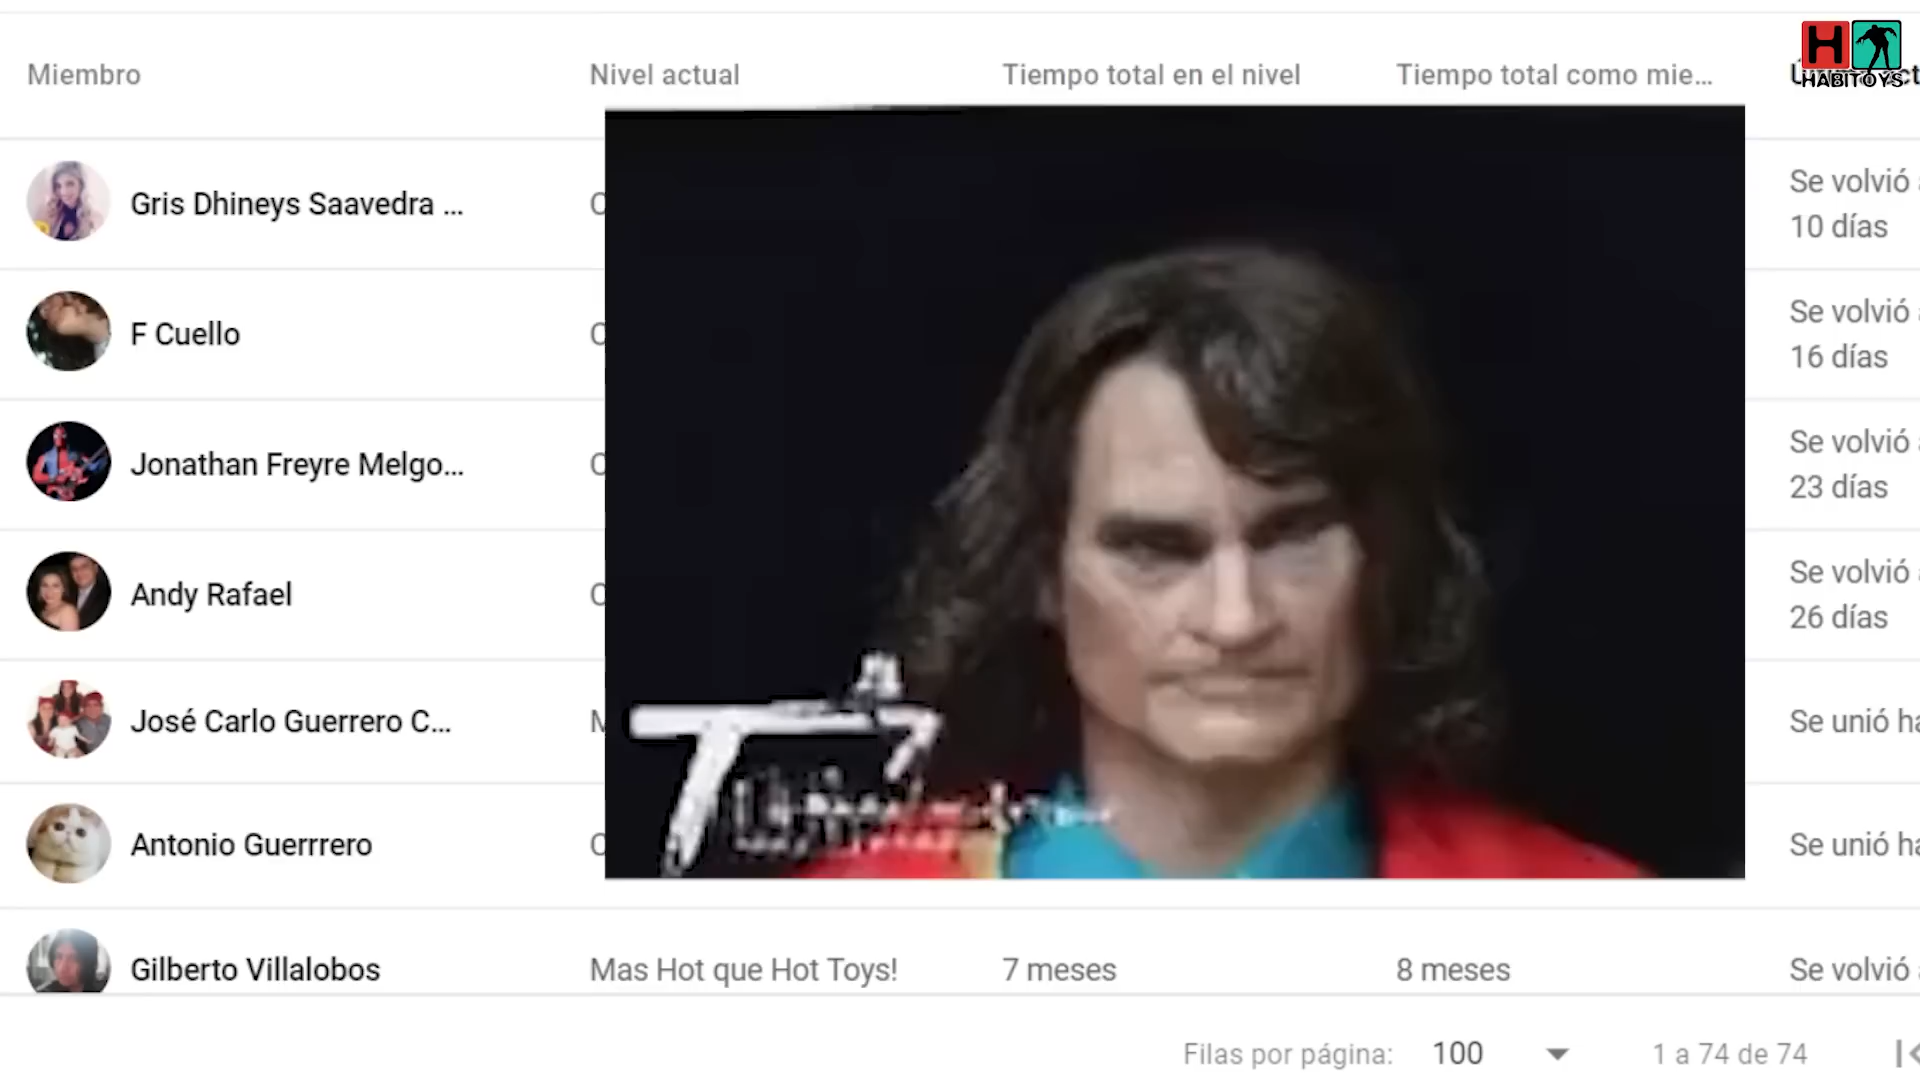 Miembro
Nivel actual
Tiempo total en el nivel
Tiempo total como mie...
HABITOYS
Gris Dhineys Saavedra ...
Se volvió
10 días
F Cuello
Se volvió
16 días
Jonathan Freyre Melgo...
Se volvió
23 días
Andy Rafael
Se volvió
26 días
José Carlo Guerrero C...
Se unió ha
Antonio Guerrrero
Se unió ha
Gilberto Villalobos
Mas Hot que Hot Toys!
7 meses
8 meses
Se volvió
Filas por página:
100
1 a 74 de 74